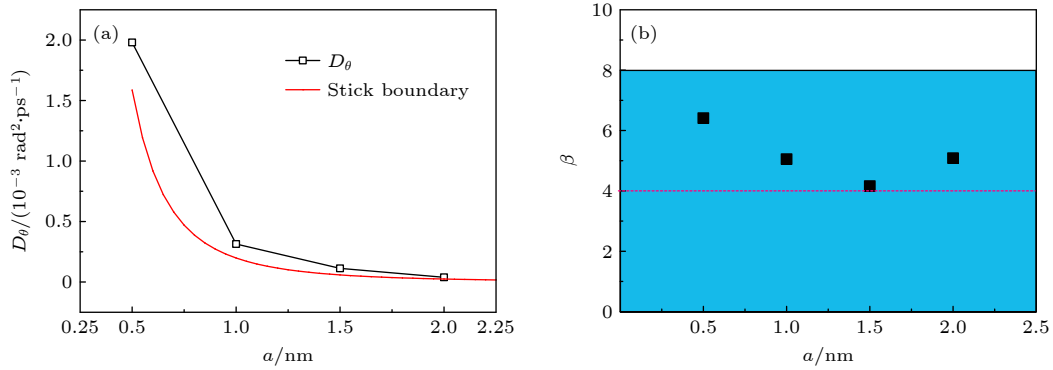 (a)
D_θ
Stick boundary
D_θ/(10⁻³ rad²·ps⁻¹)
2.0
1.5
1.0
0.5
0
0.25 0.5 1.0 1.5 2.0 2.25
a/nm
(b)
β
10
8
6
4
2
0
0.5 1.0 1.5 2.0 2.5
a/nm